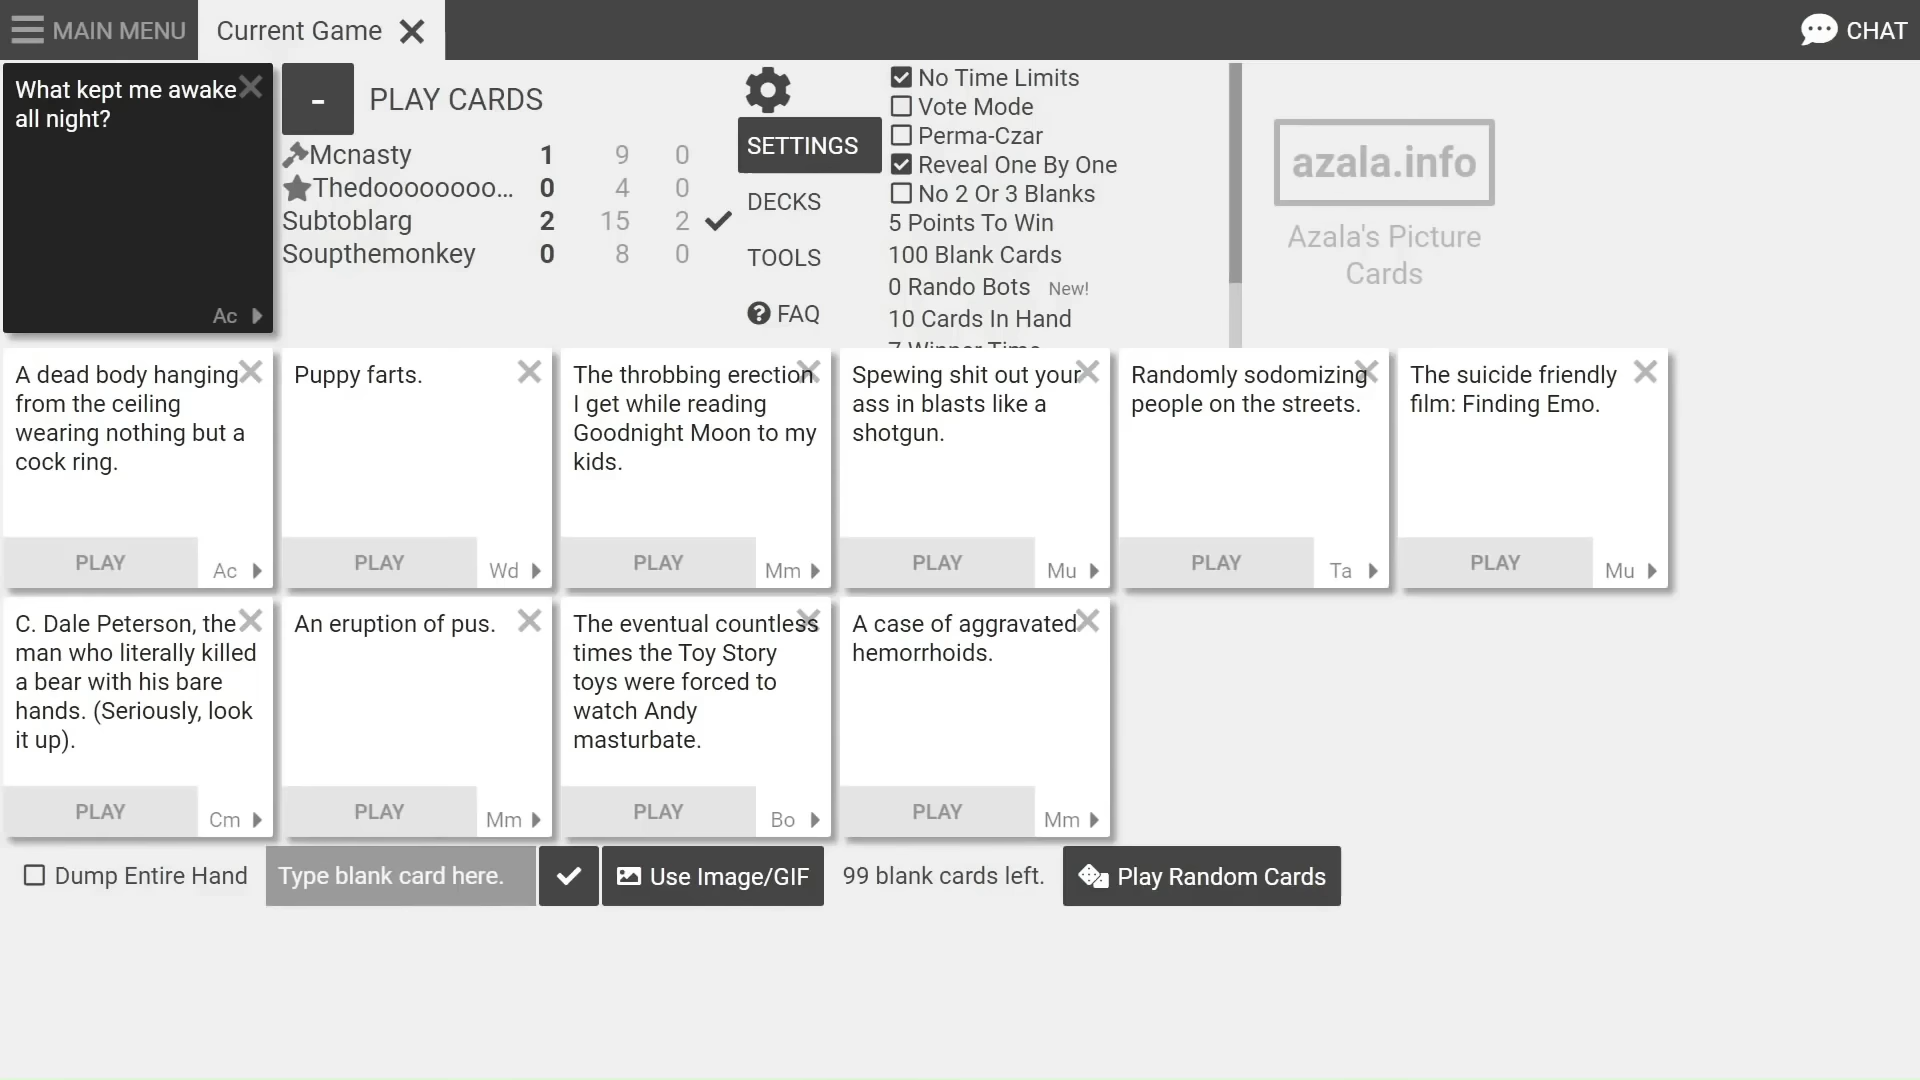 MAIN MENU
Current Game
CHAT
What kept me awake
all night?
Ac
-
PLAY CARDS
Mcnasty 1 9 0
Thedoooooooo... 0 4 0
Subtoblarg 2 15 2
Soupthemonkey 0 8 0
SETTINGS
DECKS
TOOLS
? FAQ
No Time Limits
Vote Mode
Perma-Czar
Reveal One By One
No 2 Or 3 Blanks
5 Points To Win
100 Blank Cards
0 Rando Bots New!
10 Cards In Hand
7 Winner Time
azala.info
Azala's Picture
Cards
A dead body hanging
from the ceiling
wearing nothing but a
cock ring.
PLAY
Ac
Puppy farts.
PLAY
Wd
The throbbing erection
I get while reading
Goodnight Moon to my
kids.
PLAY
Mm
Spewing shit out your
ass in blasts like a
shotgun.
PLAY
Mu
Randomly sodomizing
people on the streets.
PLAY
Ta
The suicide friendly
film: Finding Emo.
PLAY
Mu
C. Dale Peterson, the
man who literally killed
a bear with his bare
hands. (Seriously, look
it up).
PLAY
Cm
An eruption of pus.
PLAY
Mm
The eventual countless
times the Toy Story
toys were forced to
watch Andy
masturbate.
PLAY
Bo
A case of aggravated
hemorrhoids.
PLAY
Mm
Dump Entire Hand
Type blank card here.
Use Image/GIF
99 blank cards left.
Play Random Cards